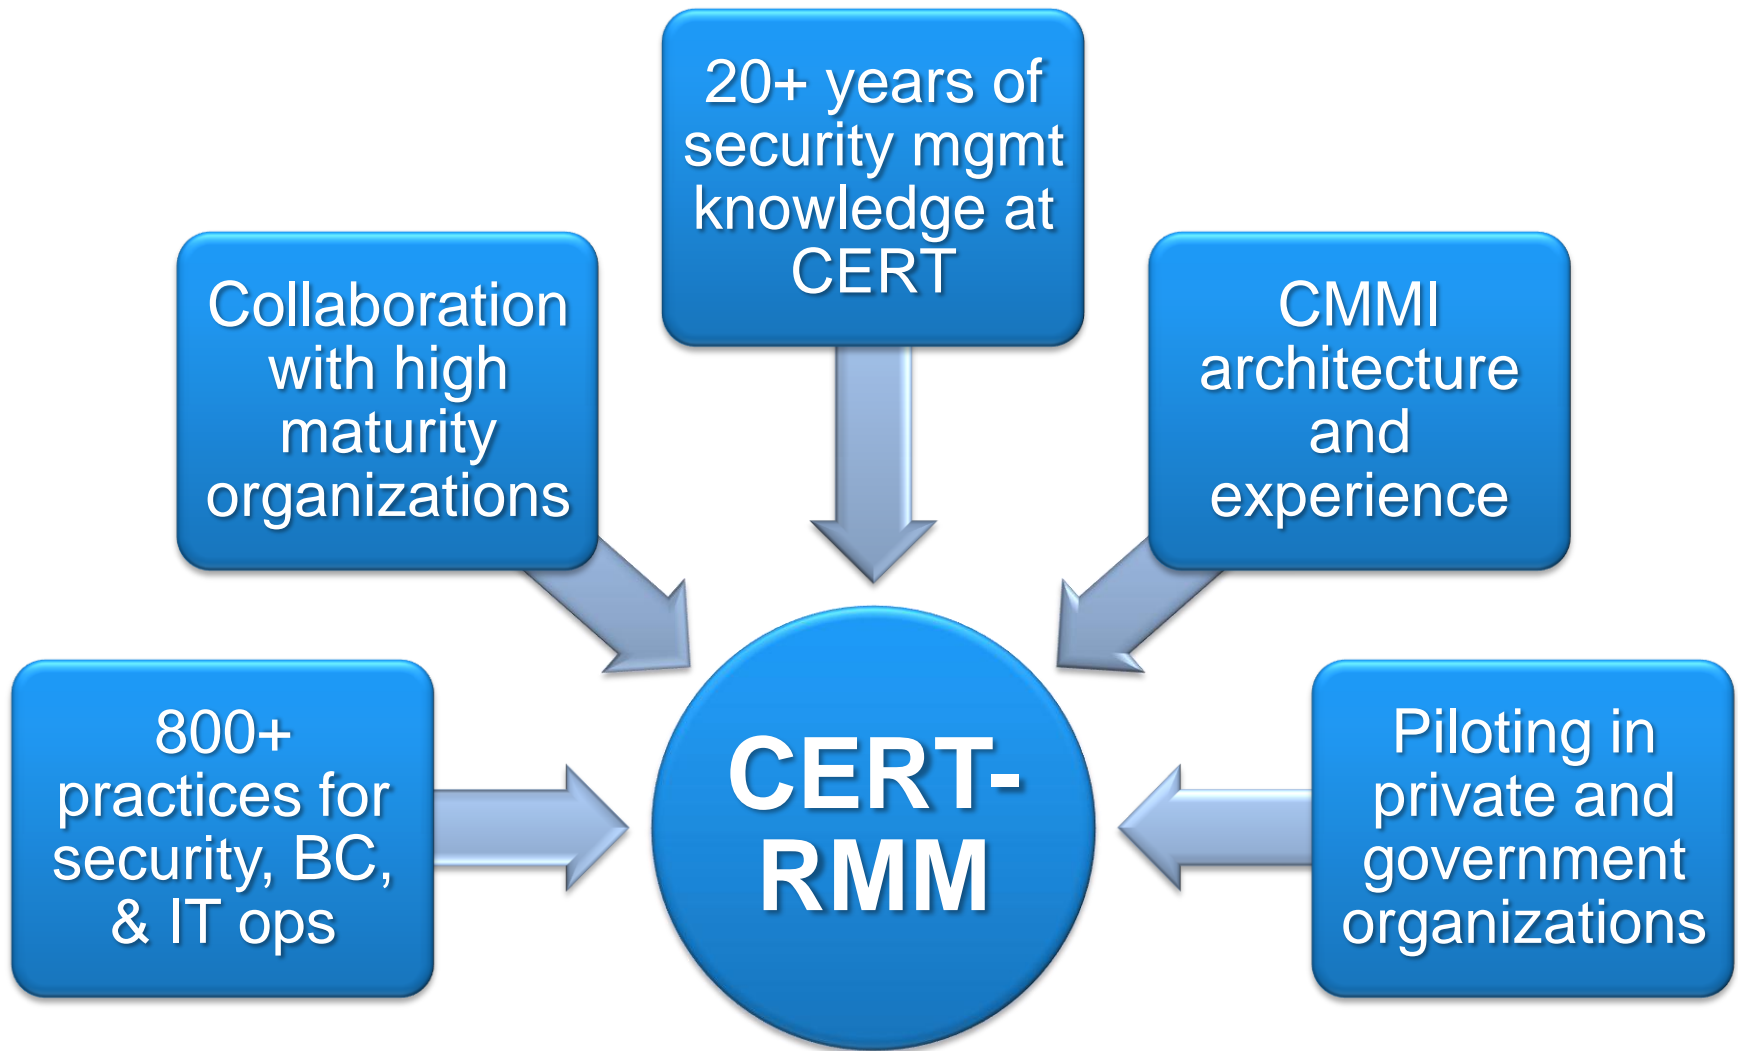 20+ years of
security mgmt
knowledge at
CERT
Collaboration
with high
maturity
organizations
CMMI
architecture
and
experience
800+
practices for
security, BC,
& IT ops
CERT-
RMM
Piloting in
private and
government
organizations